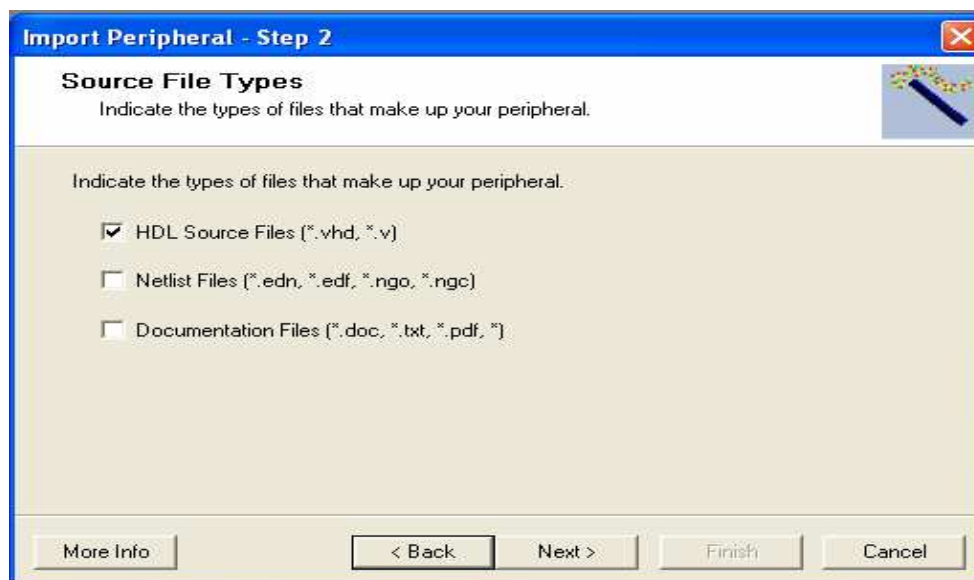 Import Peripheral - Step 2
Source File Types
Indicate the types of files that make up your peripheral.
Indicate the types of files that make up your peripheral.
HDL Source Files (*.vhd, *.v)
Netlist Files (*.edn, *.edf, *.ngo, *.ngc)
Documentation Files (*.doc, *.txt, *.pdf, *)
More Info
< Back
Next >
Finish
Cancel